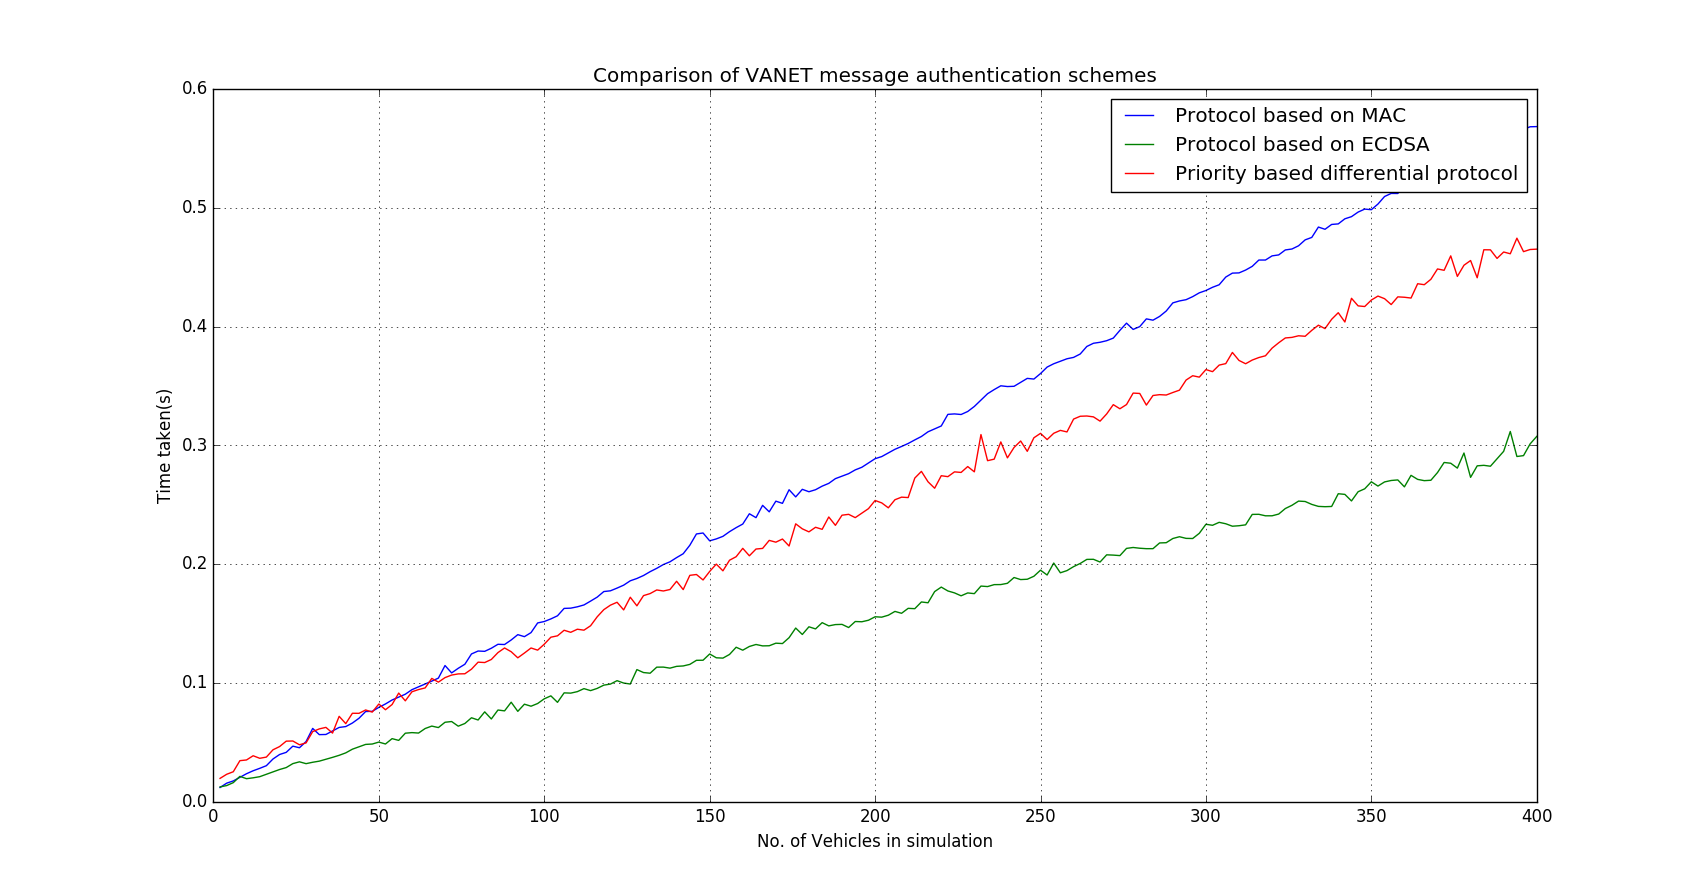 Comparison of VANET message authentication schemes
0.6
Protocol based on MAC
Protocol based on ECDSA
Priority based differential protocol
0.5
0.4
Time taken(s)
0.3
0.2
0.1
0.0
0 50 100 150 200 250 300 350 400
No. of Vehicles in simulation